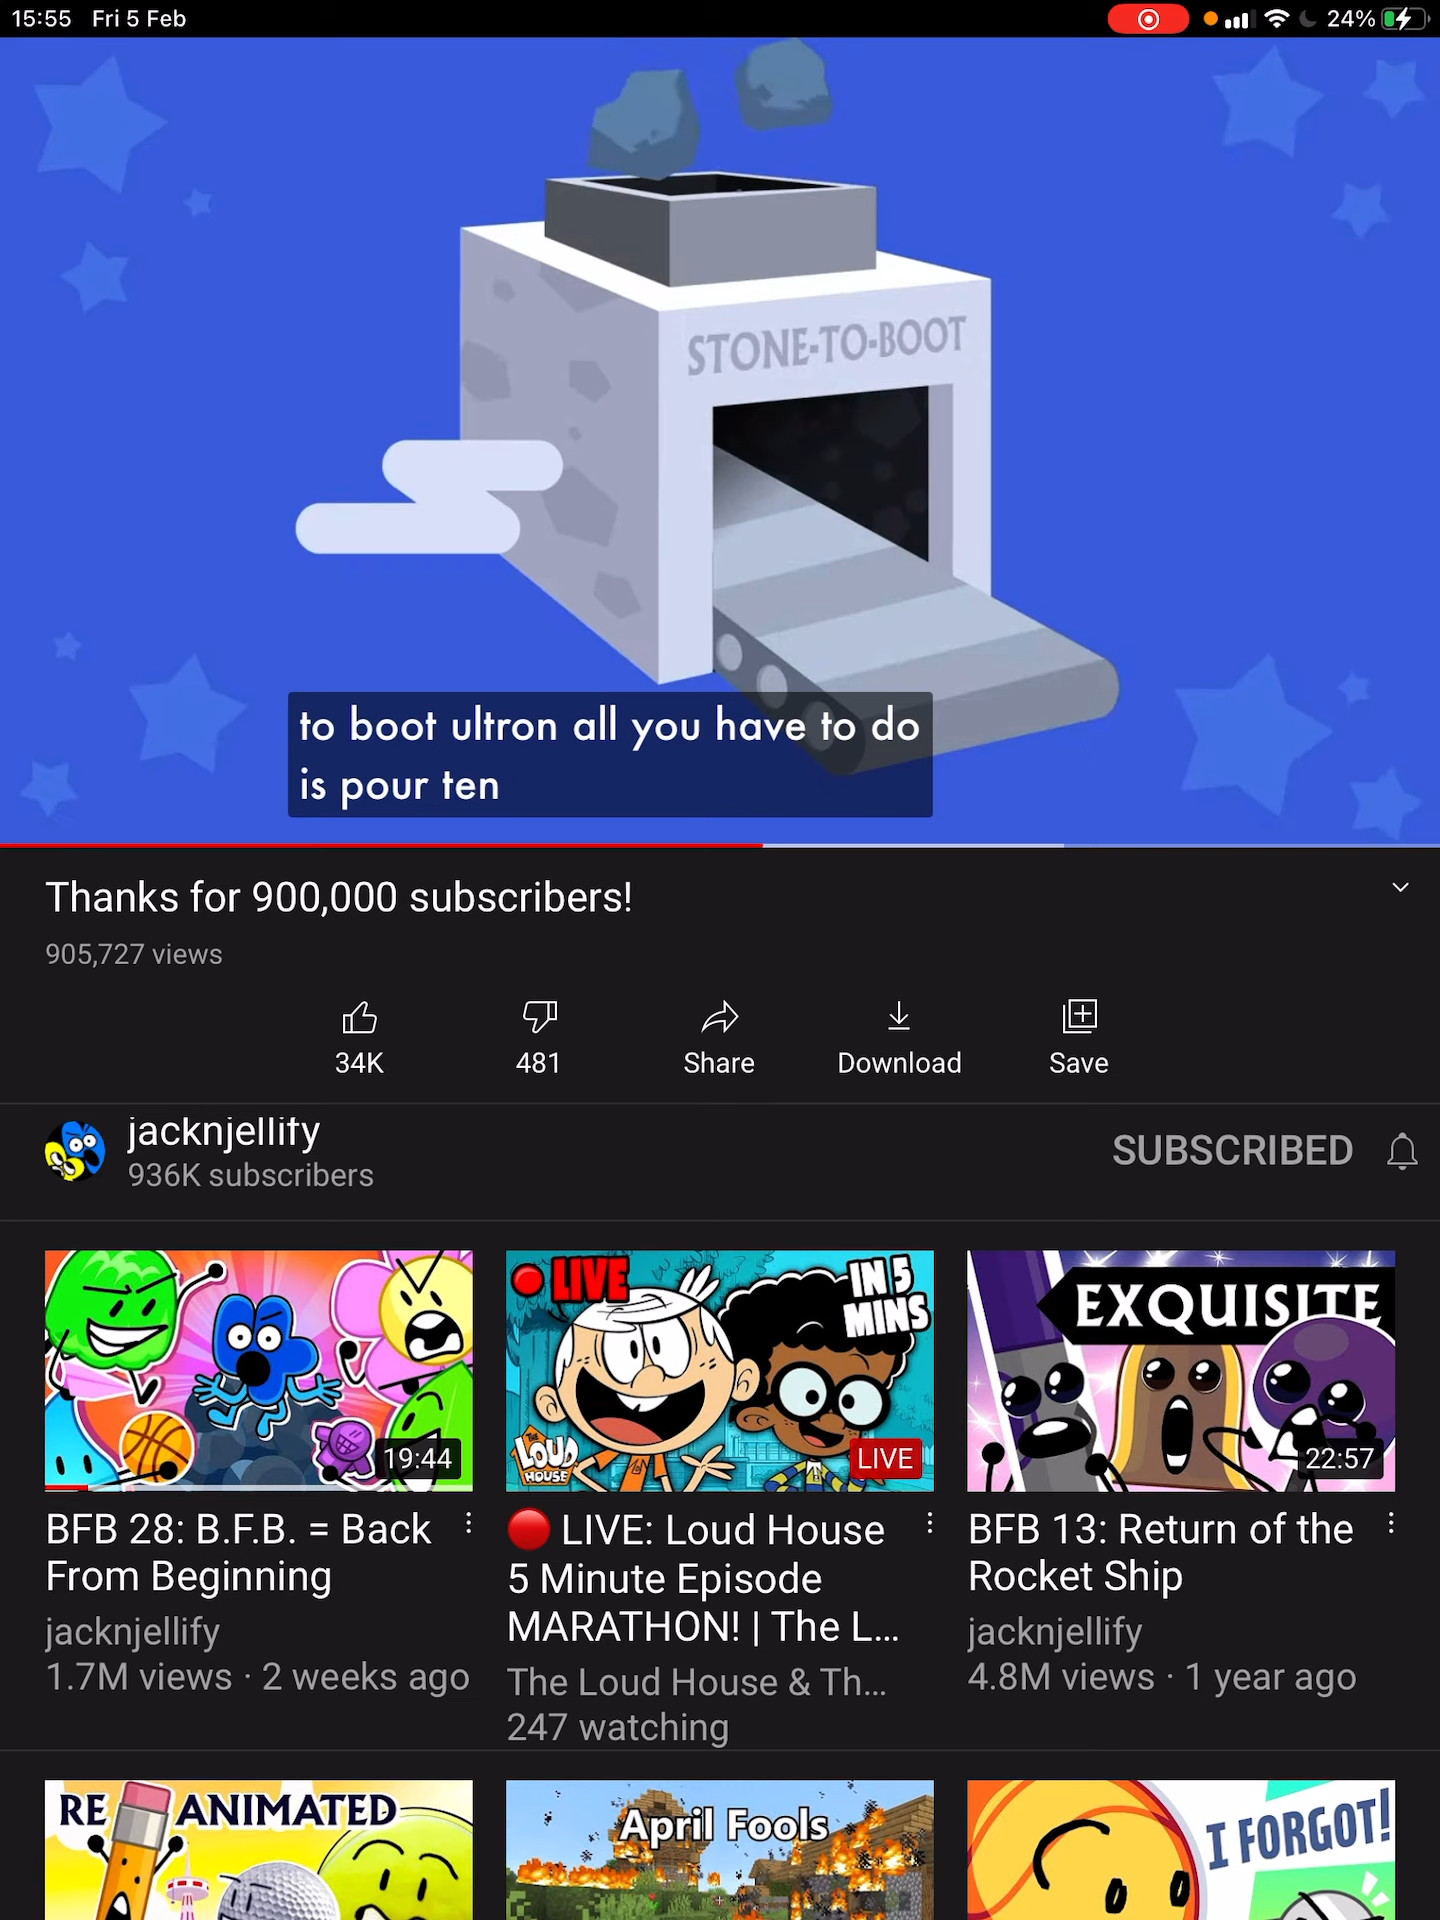 15:55 Fri 5 Feb
24%
STONE-TO-BOOT
to boot ultron all you have to do
is pour ten
Thanks for 900,000 subscribers!
905,727 views
34K
481
Share
Download
Save
jacknjellify
936K subscribers
SUBSCRIBED
LIVE
IN 5
MINS
THE
LOUD
HOUSE
EXQUISITE
19:44
LIVE
22:57
BFB 28: B.F.B. = Back
From Beginning
jacknjellify
1.7M views · 2 weeks ago
🔴 LIVE: Loud House
5 Minute Episode
MARATHON! | The L...
The Loud House & Th...
247 watching
BFB 13: Return of the
Rocket Ship
jacknjellify
4.8M views · 1 year ago
RE ANIMATED
April Fools
I FORGOT!